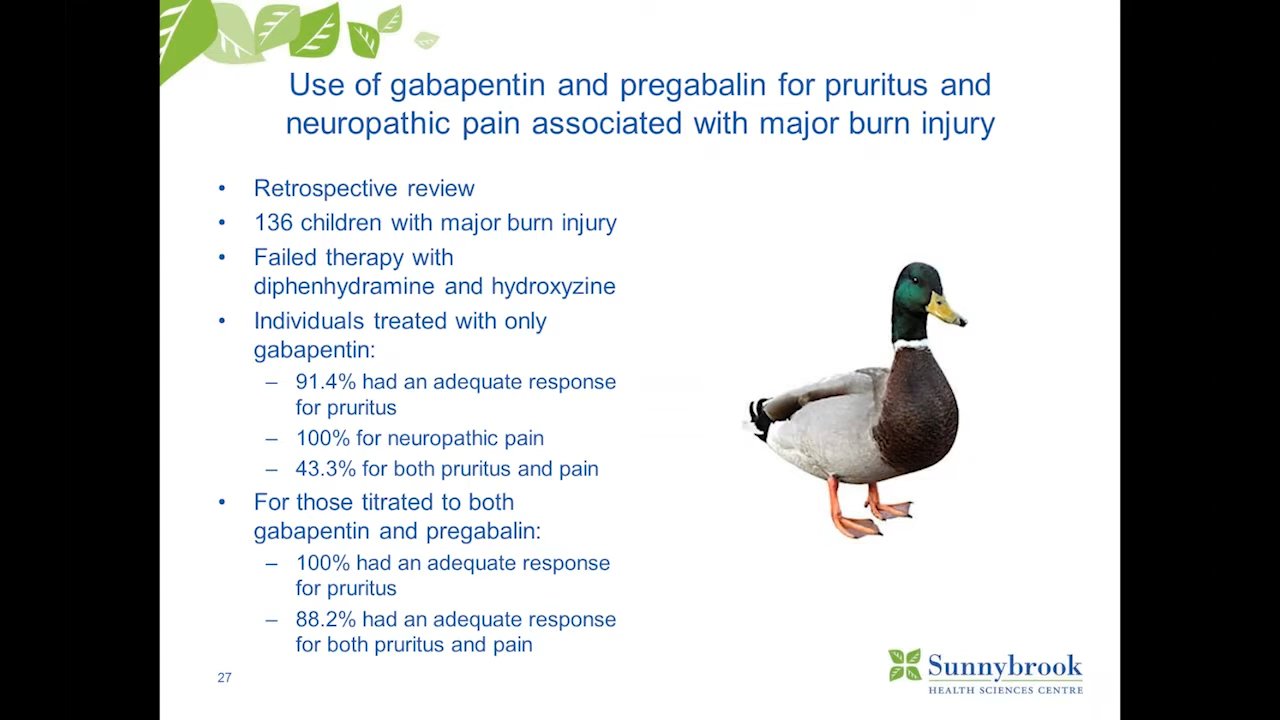 Use of gabapentin and pregabalin for pruritus and
neuropathic pain associated with major burn injury
• Retrospective review
• 136 children with major burn injury
• Failed therapy with
diphenhydramine and hydroxyzine
• Individuals treated with only
gabapentin:
– 91.4% had an adequate response
for pruritus
– 100% for neuropathic pain
– 43.3% for both pruritus and pain
• For those titrated to both
gabapentin and pregabalin:
– 100% had an adequate response
for pruritus
– 88.2% had an adequate response
for both pruritus and pain
27
Sunnybrook
HEALTH SCIENCES CENTRE